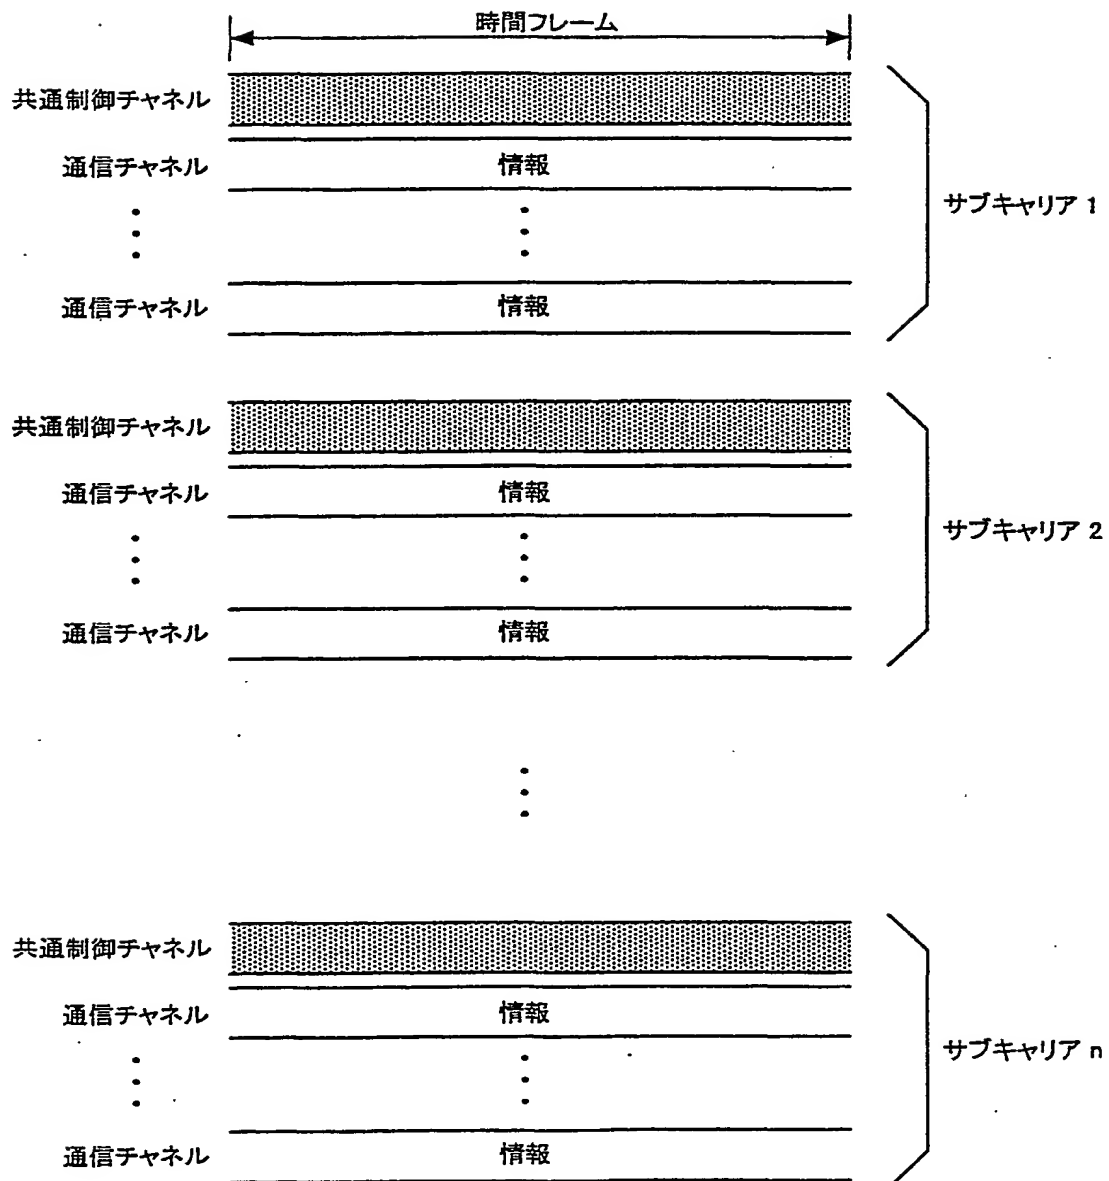 時間フレーム
共通制御チャネル
通信チャネル 情報
通信チャネル 情報
サブキャリア 1
共通制御チャネル
通信チャネル 情報
通信チャネル 情報
サブキャリア 2
共通制御チャネル
通信チャネル 情報
通信チャネル 情報
サブキャリア n